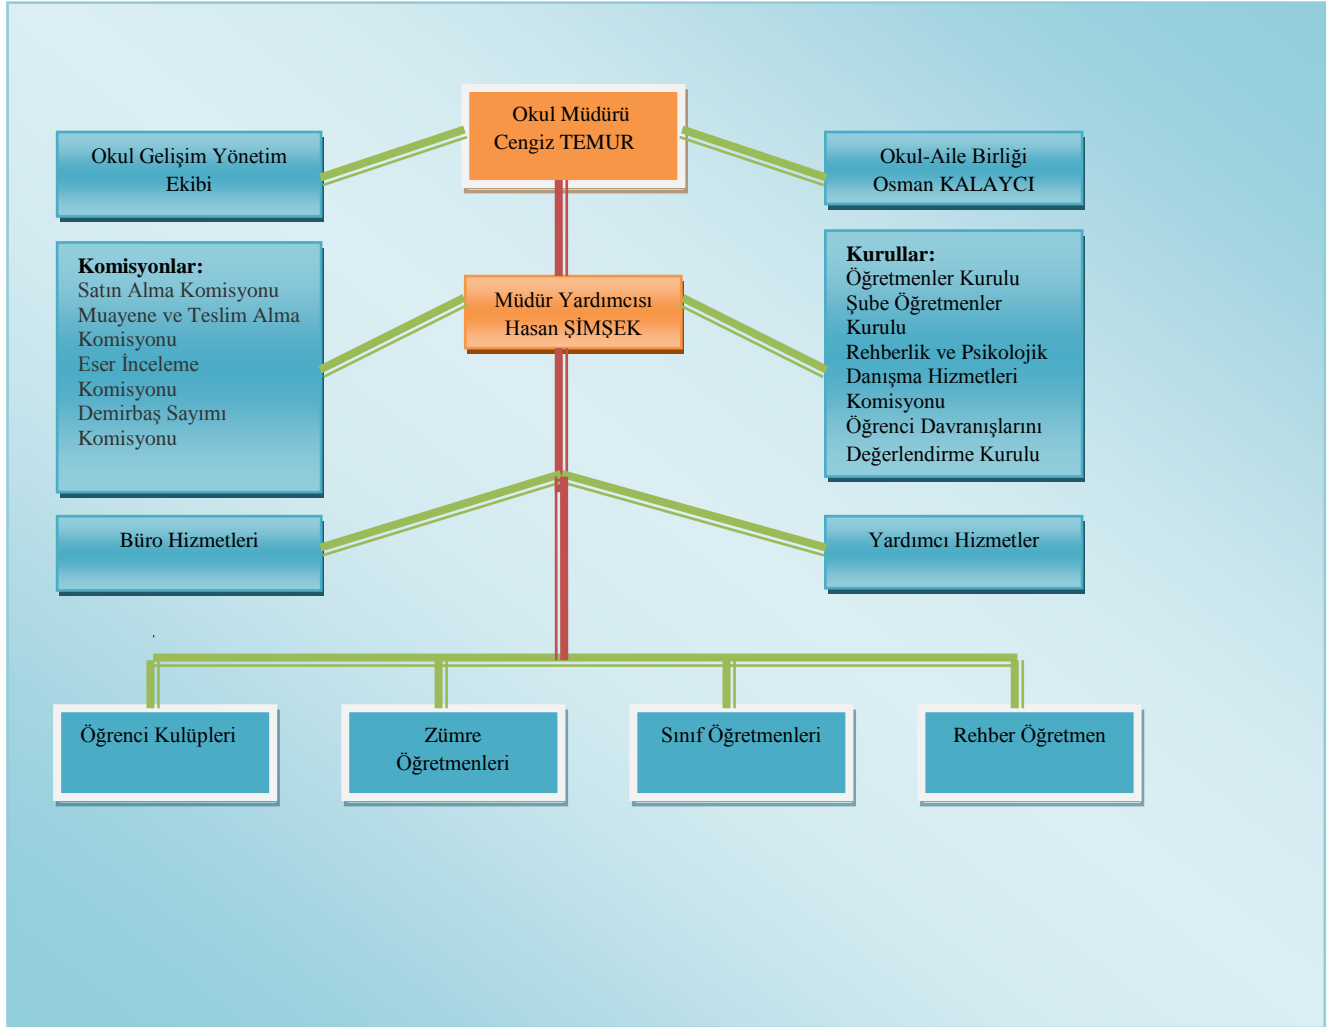 Okul Müdürü
Cengiz TEMUR
Okul Gelişim Yönetim
Ekibi
Okul-Aile Birliği
Osman KALAYCI
Komisyonlar:
Satın Alma Komisyonu
Muayene ve Teslim Alma
Komisyonu
Eser İnceleme
Komisyonu
Demirbaş Sayımı
Komisyonu
Müdür Yardımcısı
Hasan ŞİMŞEK
Kurullar:
Öğretmenler Kurulu
Şube Öğretmenler
Kurulu
Rehberlik ve Psikolojik
Danışma Hizmetleri
Komisyonu
Öğrenci Davranışlarını
Değerlendirme Kurulu
Büro Hizmetleri
Yardımcı Hizmetler
.
Öğrenci Kulüpleri
Zümre
Öğretmenleri
Sınıf Öğretmenleri
Rehber Öğretmen